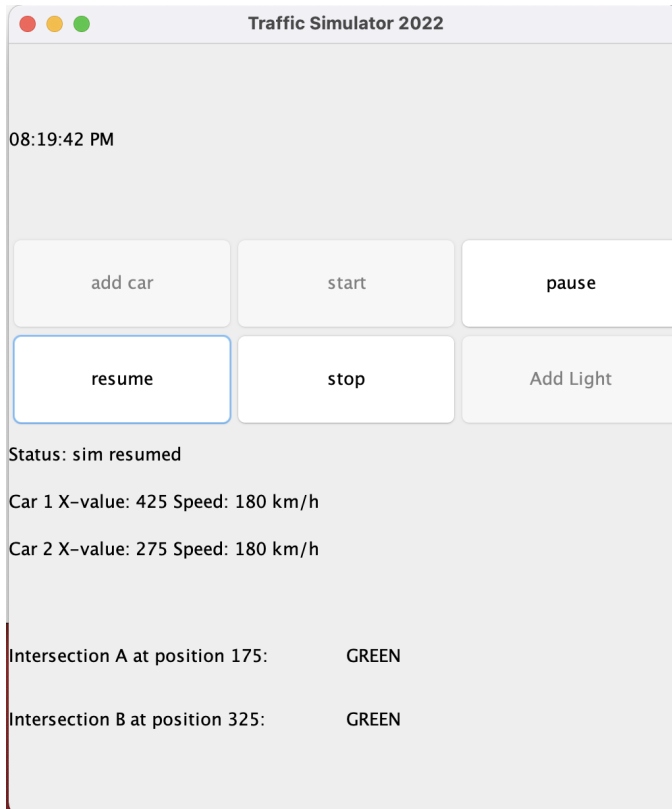 Traffic Simulator 2022
08:19:42 PM
add car start pause
resume stop Add Light
Status: sim resumed
Car 1 X-value: 425 Speed: 180 km/h
Car 2 X-value: 275 Speed: 180 km/h
Intersection A at position 175: GREEN
Intersection B at position 325: GREEN